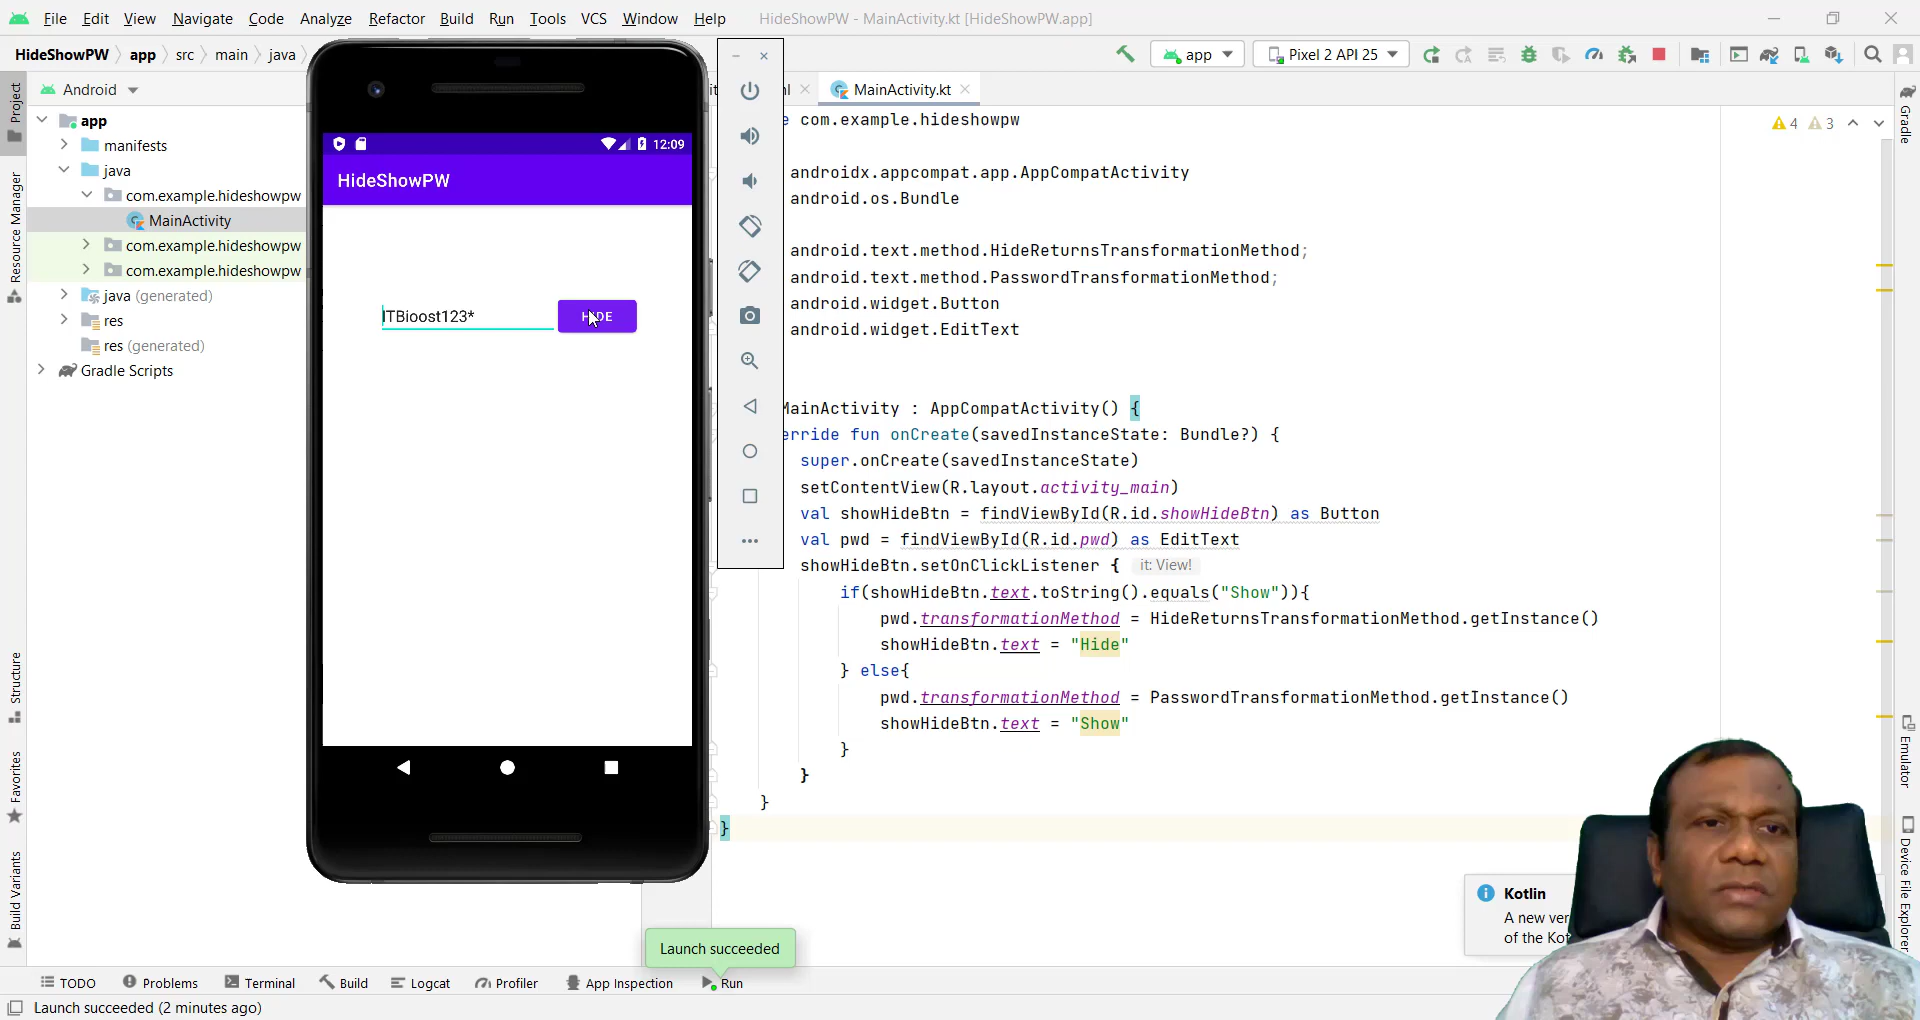 File Edit View Navigate Code Analyze Refactor Build Run Tools VCS Window Help HideShowPW - MainActivity.kt [HideShowPW.app]
HideShowPW app src main java app Pixel 2 API 25
Project
Resource Manager
Structure
Favorites
Build Variants
Android
app
manifests
java
com.example.hideshowpw
MainActivity
com.example.hideshowpw
com.example.hideshowpw
java (generated)
res
res (generated)
Gradle Scripts
12:09
HideShowPW
ITBioost123*
HIDE
MainActivity.kt
4 3
com.example.hideshowpw
androidx.appcompat.app.AppCompatActivity
android.os.Bundle
android.text.method.HideReturnsTransformationMethod;
android.text.method.PasswordTransformationMethod;
android.widget.Button
android.widget.EditText
MainActivity : AppCompatActivity() {
erride fun onCreate(savedInstanceState: Bundle?) {
super.onCreate(savedInstanceState)
setContentView(R.layout.activity_main)
val showHideBtn = findViewById(R.id.showHideBtn) as Button
val pwd = findViewById(R.id.pwd) as EditText
showHideBtn.setOnClickListener { it: View!
if(showHideBtn.text.toString().equals("Show")){
pwd.transformationMethod = HideReturnsTransformationMethod.getInstance()
showHideBtn.text = "Hide"
} else{
pwd.transformationMethod = PasswordTransformationMethod.getInstance()
showHideBtn.text = "Show"
}
}
}
}
Gradle
Emulator
Device File Explorer
Kotlin
A new ver
of the Kot
Launch succeeded
TODO Problems Terminal Build Logcat Profiler App Inspection Run
Launch succeeded (2 minutes ago)